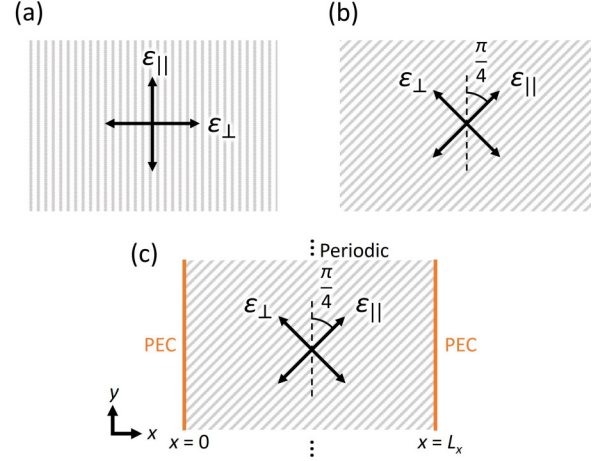 (a)
ε||
ε⊥
(b)
π
4
ε⊥
ε||
(c)
Periodic
π
4
ε⊥
ε||
PEC
PEC
y
x
x = 0
x = Lₓ